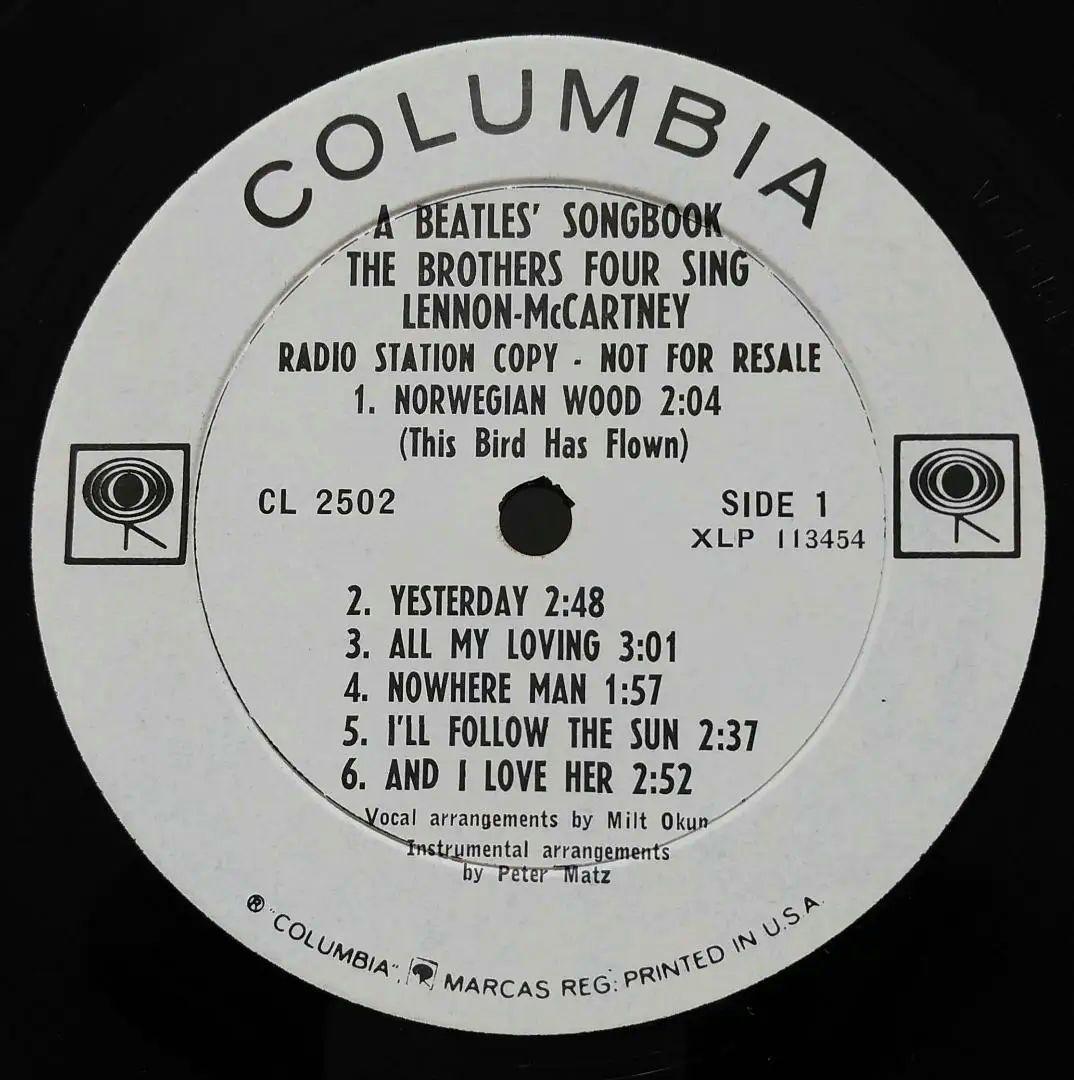 COLUMBIA
A BEATLES' SONGBOOK
THE BROTHERS FOUR SING
LENNON-McCARTNEY
RADIO STATION COPY - NOT FOR RESALE
1. NORWEGIAN WOOD 2:04
(This Bird Has Flown)
CL 2502
SIDE 1
XLP 113454
2. YESTERDAY 2:48
3. ALL MY LOVING 3:01
4. NOWHERE MAN 1:57
5. I'LL FOLLOW THE SUN 2:37
6. AND I LOVE HER 2:52
Vocal arrangements by Milt Okun
Instrumental arrangements
by Peter Matz
® "COLUMBIA", MARCAS REG. PRINTED IN U.S.A.